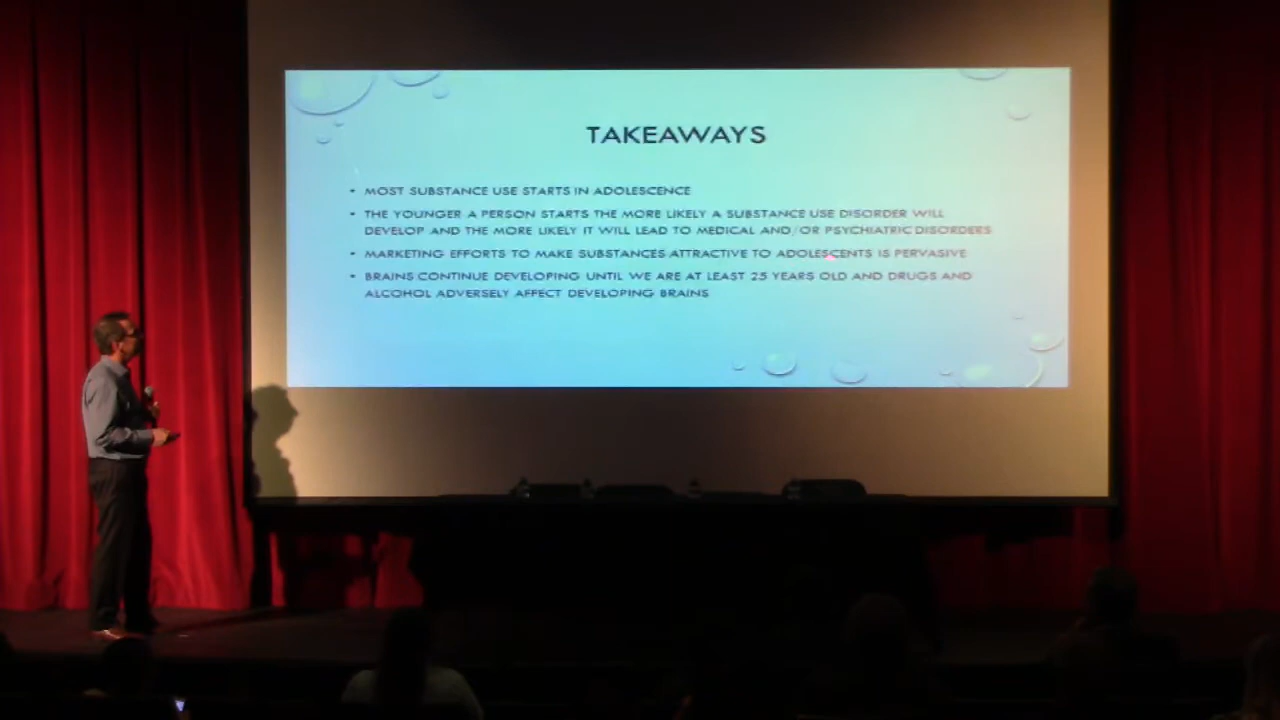 TAKEAWAYS
• MOST SUBSTANCE USE STARTS IN ADOLESCENCE
• THE YOUNGER A PERSON STARTS THE MORE LIKELY A SUBSTANCE USE DISORDER WILL
DEVELOP AND THE MORE LIKELY IT WILL LEAD TO MEDICAL AND/OR PSYCHIATRIC DISORDERS
• MARKETING EFFORTS TO MAKE SUBSTANCES ATTRACTIVE TO ADOLESCENTS IS PERVASIVE
• BRAINS CONTINUE DEVELOPING UNTIL WE ARE AT LEAST 25 YEARS OLD AND DRUGS AND
ALCOHOL ADVERSELY AFFECT DEVELOPING BRAINS